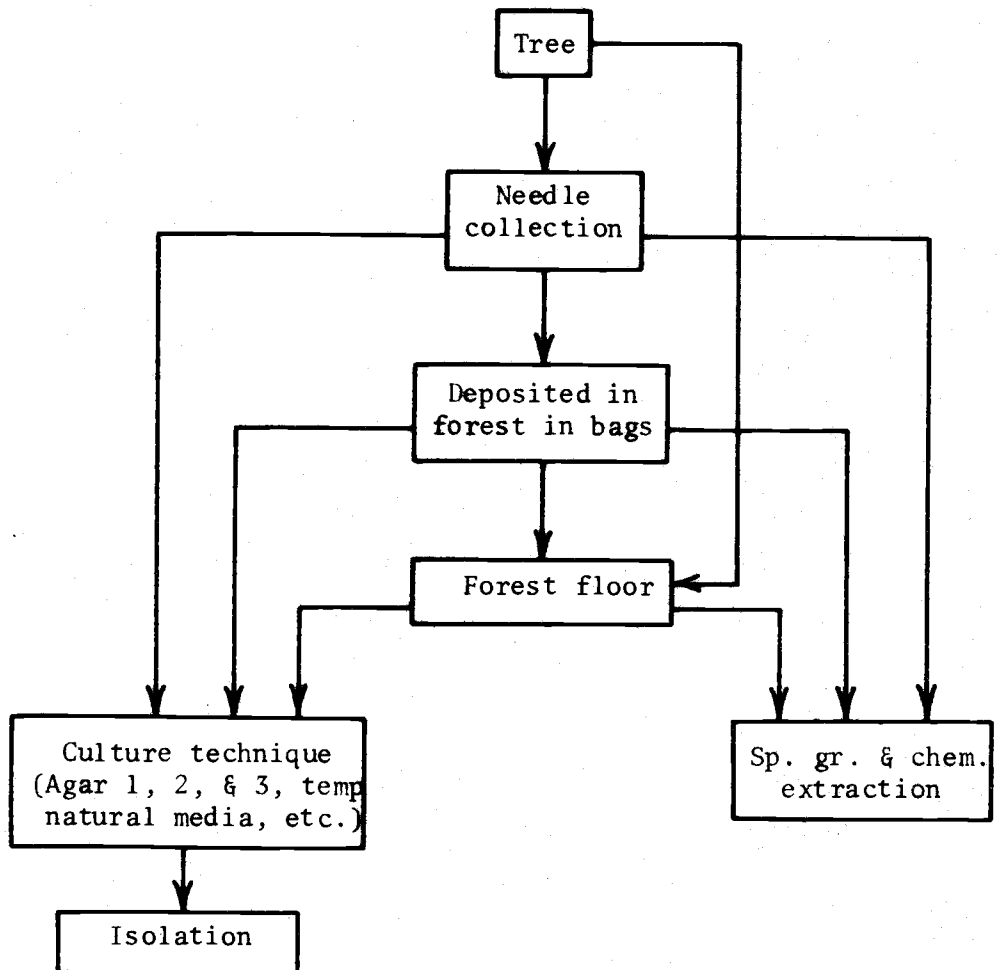 Tree
Needle
collection
Deposited in
forest in bags
Forest floor
Culture technique
(Agar 1, 2, & 3, temp
natural media, etc.)
Sp. gr. & chem.
extraction
Isolation